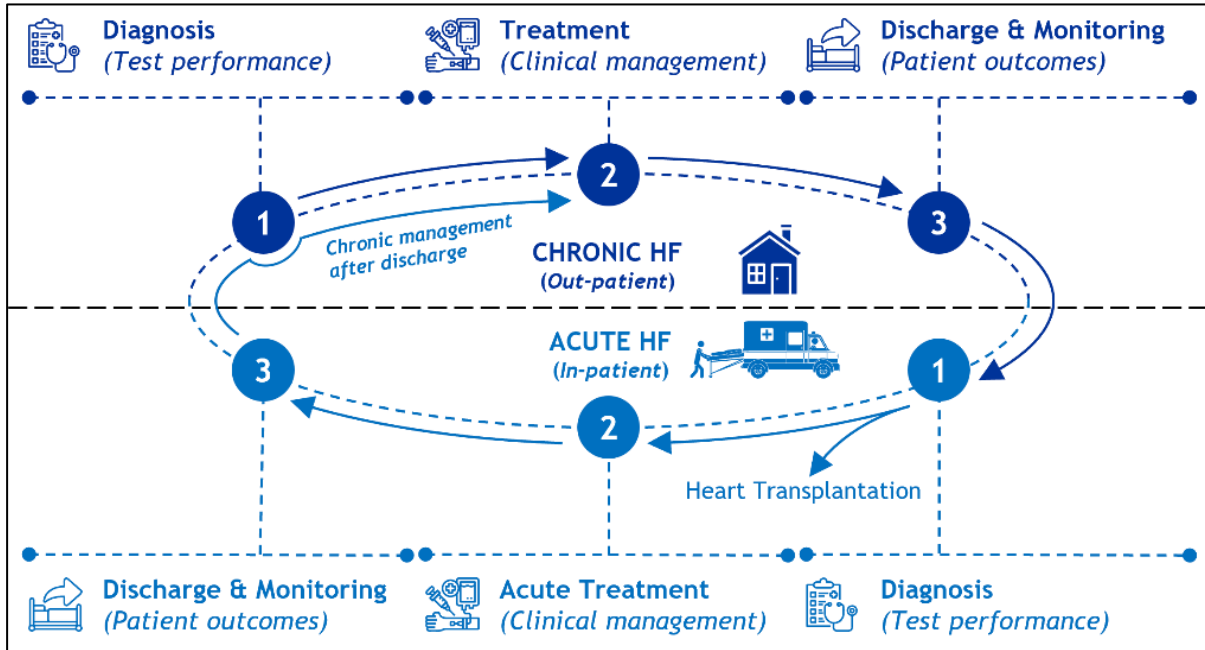 Diagnosis
(Test performance)
Treatment
(Clinical management)
Discharge & Monitoring
(Patient outcomes)
1
2
3
Chronic management
after discharge
CHRONIC HF
(Out-patient)
ACUTE HF
(In-patient)
3
2
1
Heart Transplantation
Discharge & Monitoring
(Patient outcomes)
Acute Treatment
(Clinical management)
Diagnosis
(Test performance)